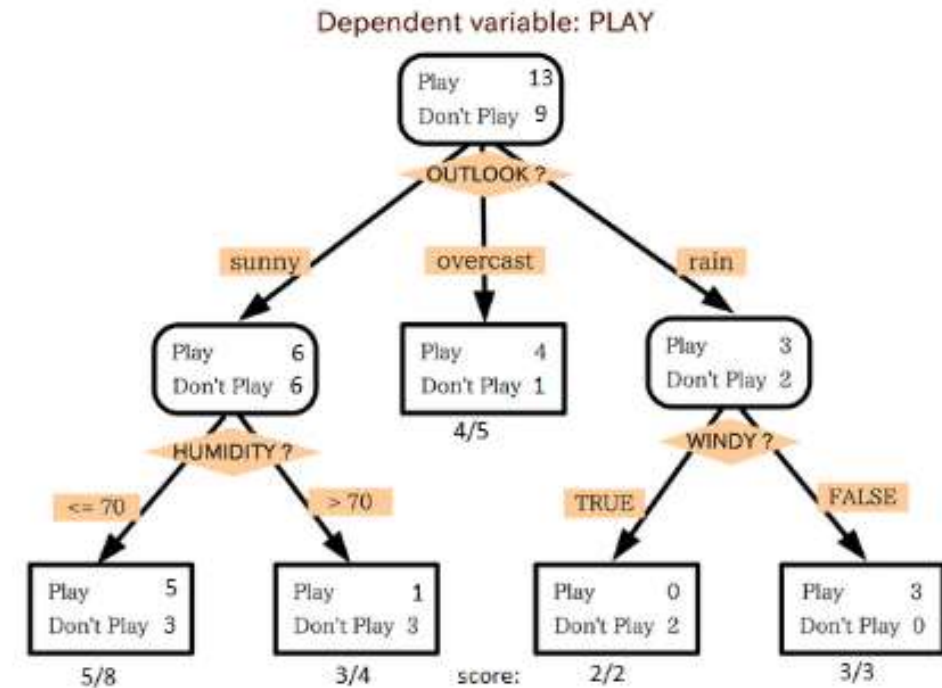 Dependent variable: PLAY
Play 13
Don't Play 9
OUTLOOK ?
sunny
overcast
rain
Play 6
Don't Play 6
Play 4
Don't Play 1
4/5
Play 3
Don't Play 2
HUMIDITY ?
WINDY ?
<= 70
> 70
TRUE
FALSE
Play 5
Don't Play 3
5/8
Play 1
Don't Play 3
3/4
score:
Play 0
Don't Play 2
2/2
Play 3
Don't Play 0
3/3